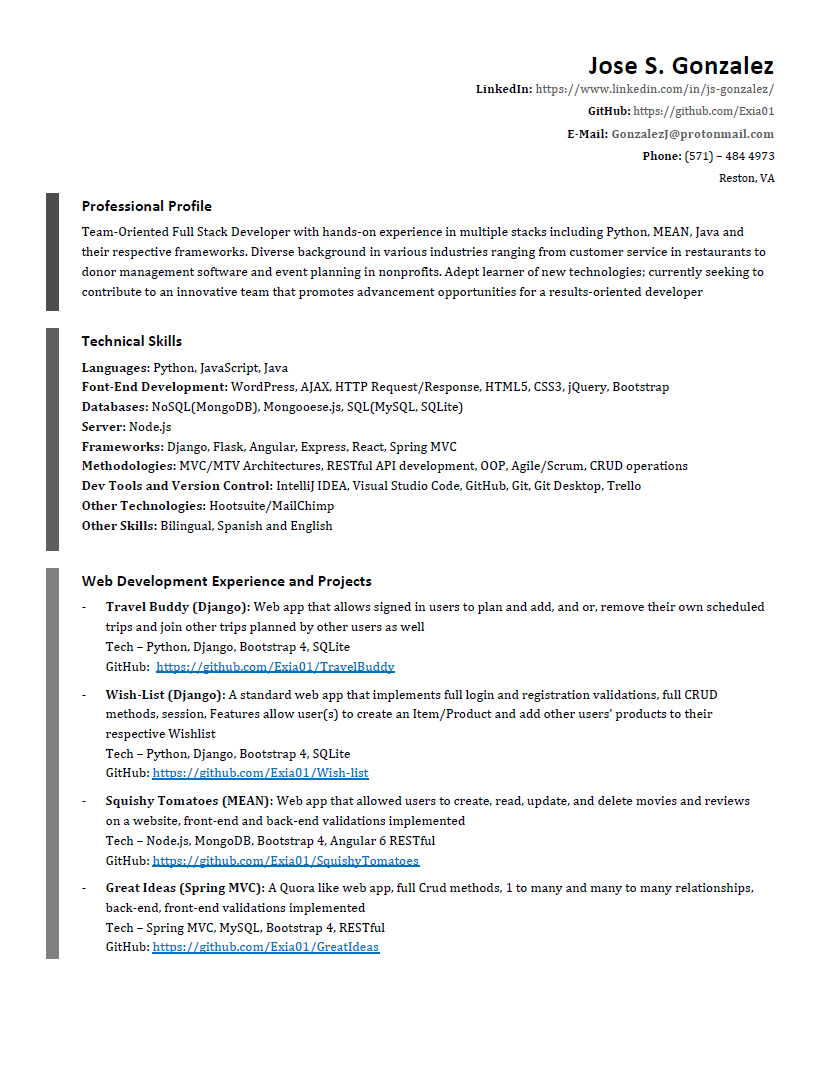 Jose S. Gonzalez
LinkedIn: https://www.linkedin.com/in/js-gonzalez/
GitHub: https://github.com/Exia01
E-Mail: GonzalezJ@protonmail.com
Phone: (571) – 484 4973
Reston, VA
Professional Profile
Team-Oriented Full Stack Developer with hands-on experience in multiple stacks including Python, MEAN, Java and
their respective frameworks. Diverse background in various industries ranging from customer service in restaurants to
donor management software and event planning in nonprofits. Adept learner of new technologies; currently seeking to
contribute to an innovative team that promotes advancement opportunities for a results-oriented developer
Technical Skills
Languages: Python, JavaScript, Java
Font-End Development: WordPress, AJAX, HTTP Request/Response, HTML5, CSS3, jQuery, Bootstrap
Databases: NoSQL(MongoDB), Mongooese.js, SQL(MySQL, SQLite)
Server: Node.js
Frameworks: Django, Flask, Angular, Express, React, Spring MVC
Methodologies: MVC/MTV Architectures, RESTful API development, OOP, Agile/Scrum, CRUD operations
Dev Tools and Version Control: IntelliJ IDEA, Visual Studio Code, GitHub, Git, Git Desktop, Trello
Other Technologies: Hootsuite/MailChimp
Other Skills: Bilingual, Spanish and English
Web Development Experience and Projects
- Travel Buddy (Django): Web app that allows signed in users to plan and add, and or, remove their own scheduled
trips and join other trips planned by other users as well
Tech – Python, Django, Bootstrap 4, SQLite
GitHub: https://github.com/Exia01/TravelBuddy
- Wish-List (Django): A standard web app that implements full login and registration validations, full CRUD
methods, session, Features allow user(s) to create an Item/Product and add other users’ products to their
respective Wishlist
Tech – Python, Django, Bootstrap 4, SQLite
GitHub: https://github.com/Exia01/Wish-list
- Squishy Tomatoes (MEAN): Web app that allowed users to create, read, update, and delete movies and reviews
on a website, front-end and back-end validations implemented
Tech – Node.js, MongoDB, Bootstrap 4, Angular 6 RESTful
GitHub: https://github.com/Exia01/SquishyTomatoes
- Great Ideas (Spring MVC): A Quora like web app, full Crud methods, 1 to many and many to many relationships,
back-end, front-end validations implemented
Tech – Spring MVC, MySQL, Bootstrap 4, RESTful
GitHub: https://github.com/Exia01/GreatIdeas